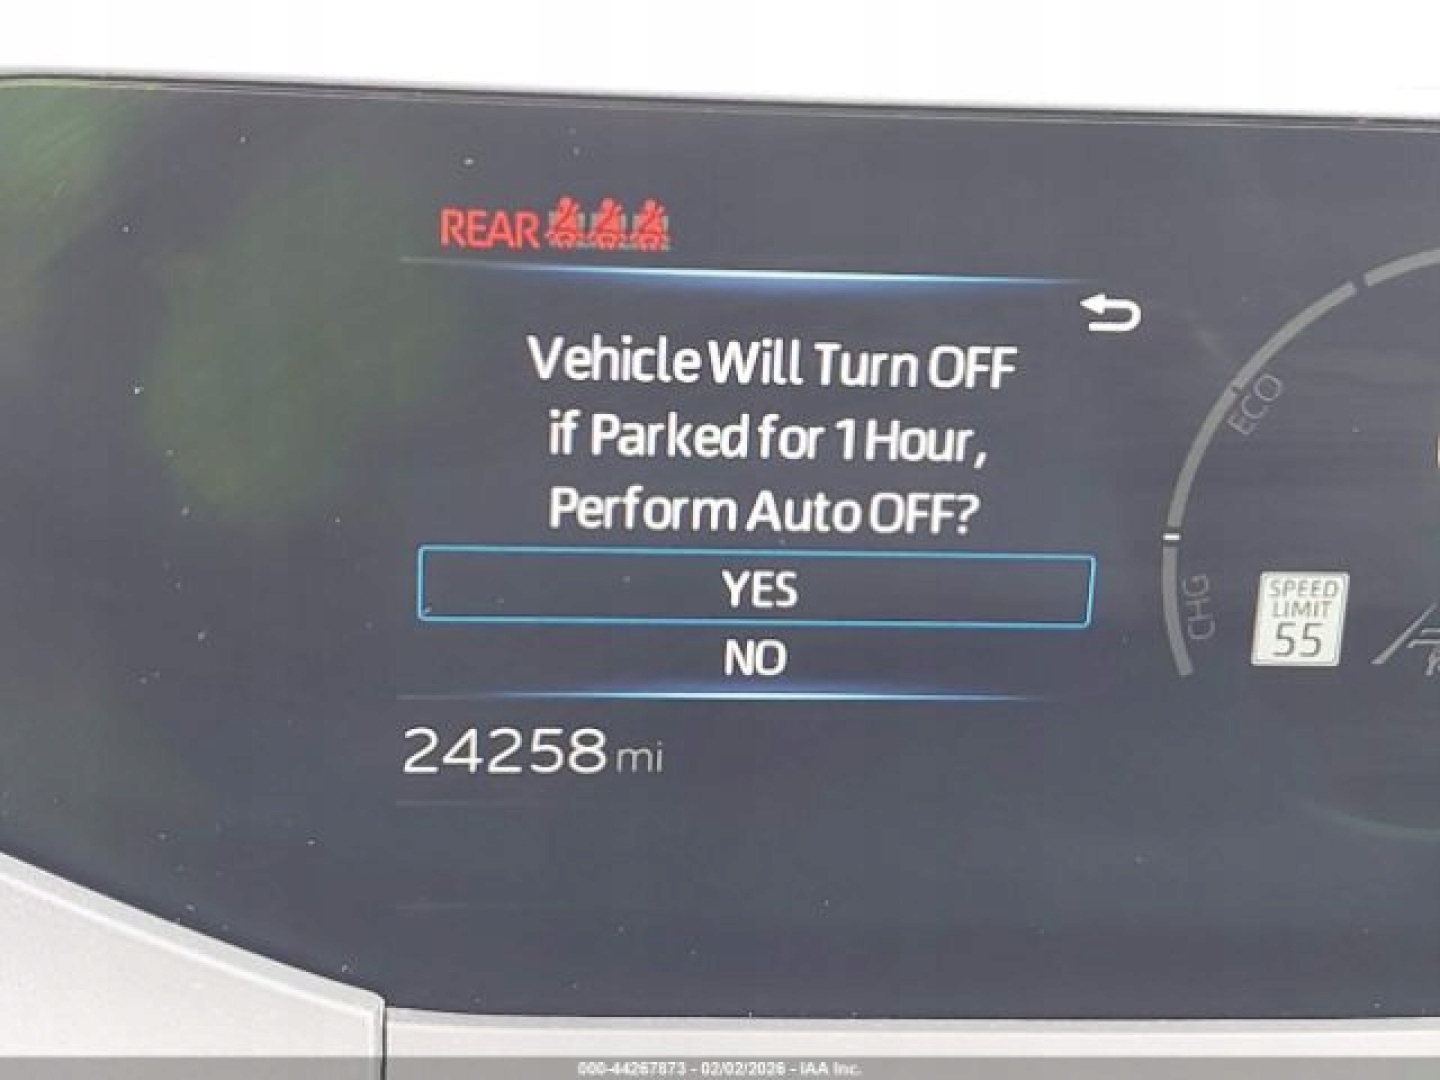 REAR
Vehicle Will Turn OFF
if Parked for 1 Hour,
Perform Auto OFF?
YES
NO
24258 mi
ECO
CHG
SPEED
LIMIT
55
000-44267873 - 02/02/2026 - IAA Inc.